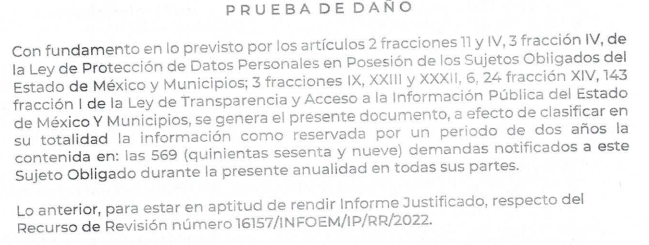 PRUEBA DE DAÑO
Con fundamento en lo previsto por los artículos 2 fracciones 11 y IV, 3 fracción IV, de
la Ley de Protección de Datos Personales en Posesión de los Sujetos Obligados del
Estado de México y Municipios; 3 fracciones IX, XXIII y XXXII, 6, 24 fracción XIV, 143
fracción I de la Ley de Transparencia y Acceso a la Información Pública del Estado
de México Y Municipios, se genera el presente documento, a efecto de clasificar en
su totalidad la información como reservada por un periodo de dos años la
contenida en: las 569 (quinientas sesenta y nueve) demandas notificados a este
Sujeto Obligado durante la presente anualidad en todas sus partes.
Lo anterior, para estar en aptitud de rendir Informe Justificado, respecto del
Recurso de Revisión número 16157/INFOEM/IP/RR/2022.